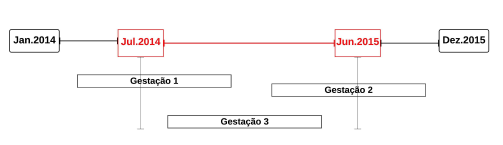 Jan.2014
Jul.2014
Jun.2015
Dez.2015
Gestação 1
Gestação 2
Gestação 3